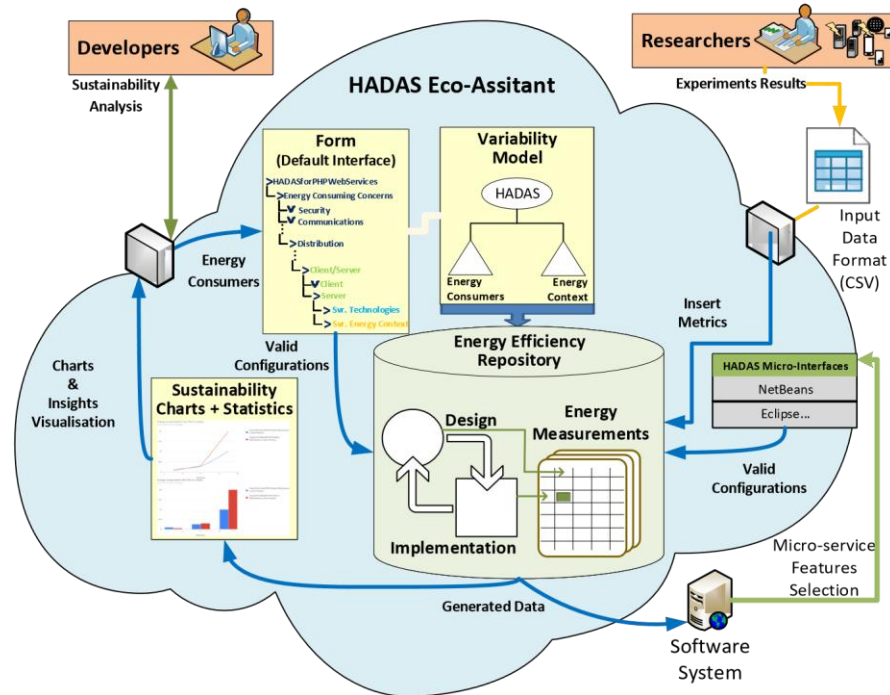 Developers
Researchers
Sustainability
Analysis
HADAS Eco-Assitant
Experiments Results
Form
(Default Interface)
>HADASforPHPWebServices
>Energy Consuming Concerns
Security
Communications
>Distribution
>Client/Server
Client
>Server
>Svr. Technologies
>Svr. Energy Context
Variability
Model
HADAS
Energy
Consumers
Energy
Context
Input
Data
Format
(CSV)
Energy
Consumers
Insert
Metrics
Valid
Configurations
Energy Efficiency
Repository
Design
Energy
Measurements
Implementation
HADAS Micro-Interfaces
NetBeans
Eclipse...
Valid
Configurations
Charts
&
Insights
Visualisation
Sustainability
Charts + Statistics
Micro-service
Features
Selection
Generated Data
Software
System